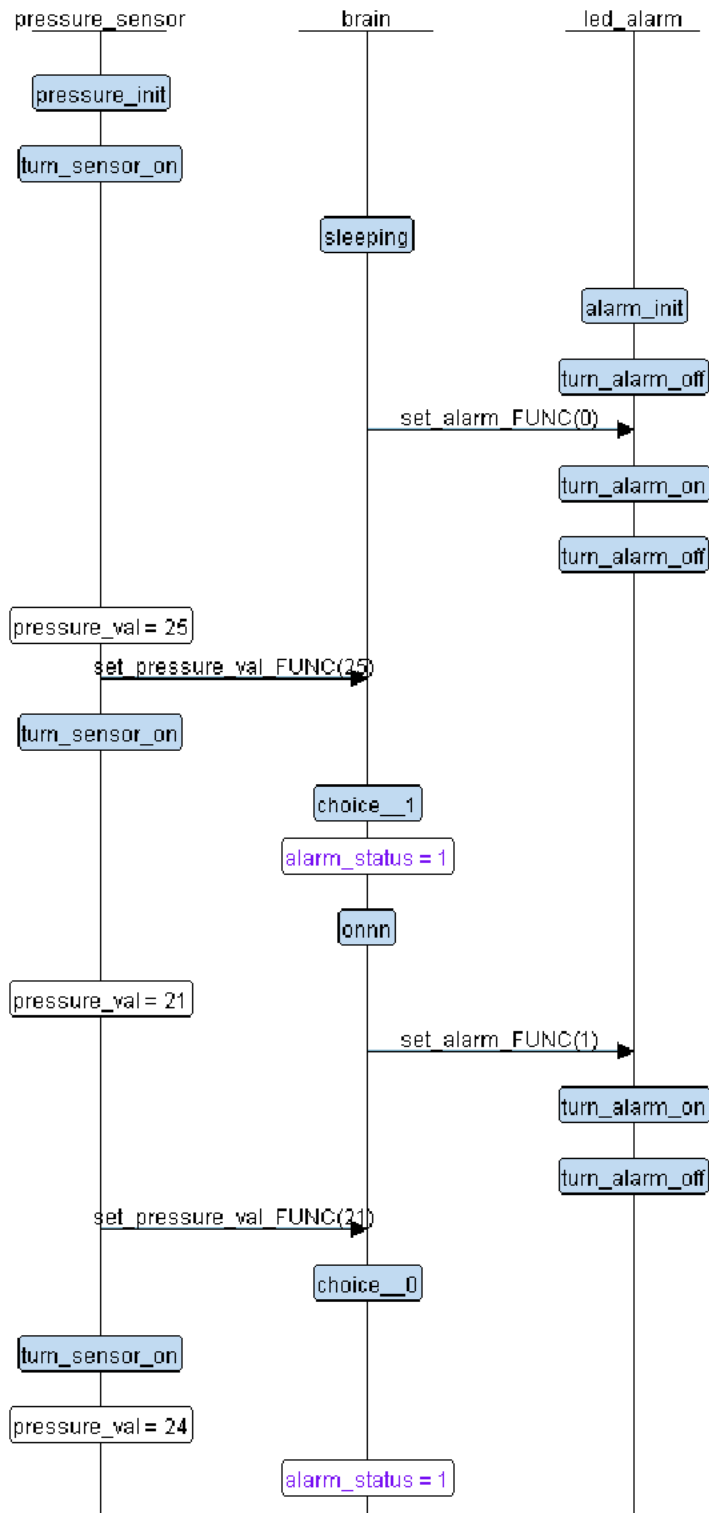 pressure_sensor brain led_alarm
pressure_init
turn_sensor_on
sleeping
alarm_init
turn_alarm_off
set_alarm_FUNC(0)
turn_alarm_on
turn_alarm_off
pressure_val = 25
set_pressure_val_FUNC(25)
turn_sensor_on
choice__1
alarm_status = 1
onnn
pressure_val = 21
set_alarm_FUNC(1)
turn_alarm_on
turn_alarm_off
set_pressure_val_FUNC(21)
choice__0
turn_sensor_on
pressure_val = 24
alarm_status = 1